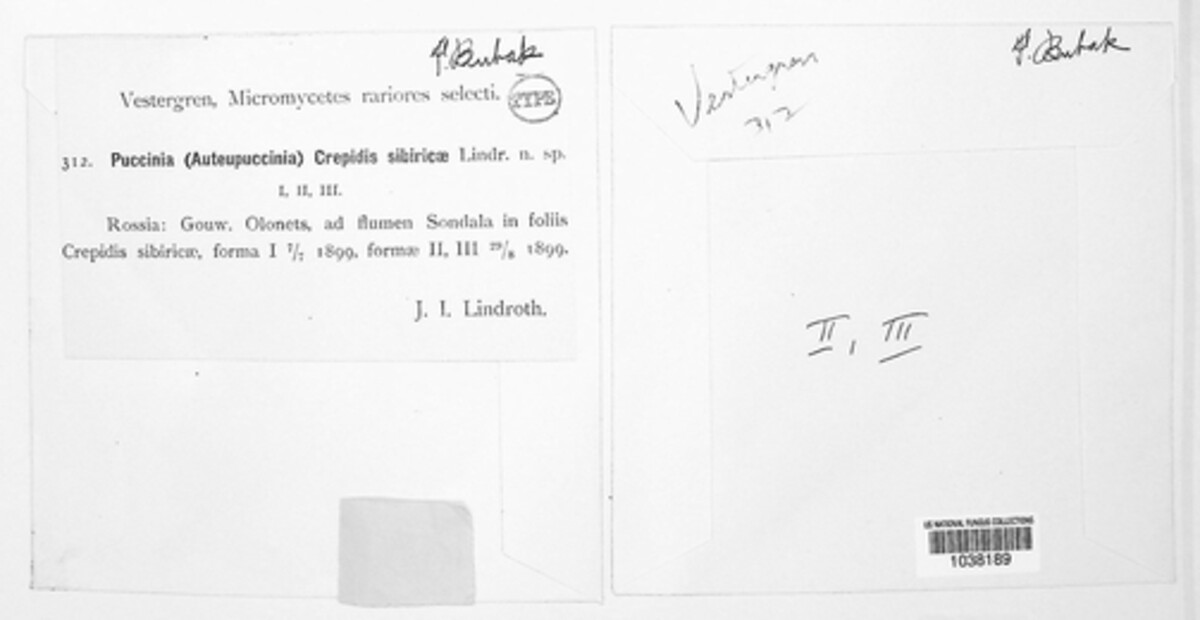 F. Bubak
Vestergren, Micromycetes rariores selecti. TYPE
312. Puccinia (Auteupuccinia) Crepidis sibiricæ Lindr. n. sp.
I, II, III.
Rossia: Gouw. Olonets, ad flumen Sondala in foliis
Crepidis sibiricæ, forma I 7/7 1899, formæ II, III 29/8 1899.
J. I. Lindroth.
F. Bubak
Vestergren
312
II, III
US NATIONAL FUNGUS COLLECTIONS
1038189